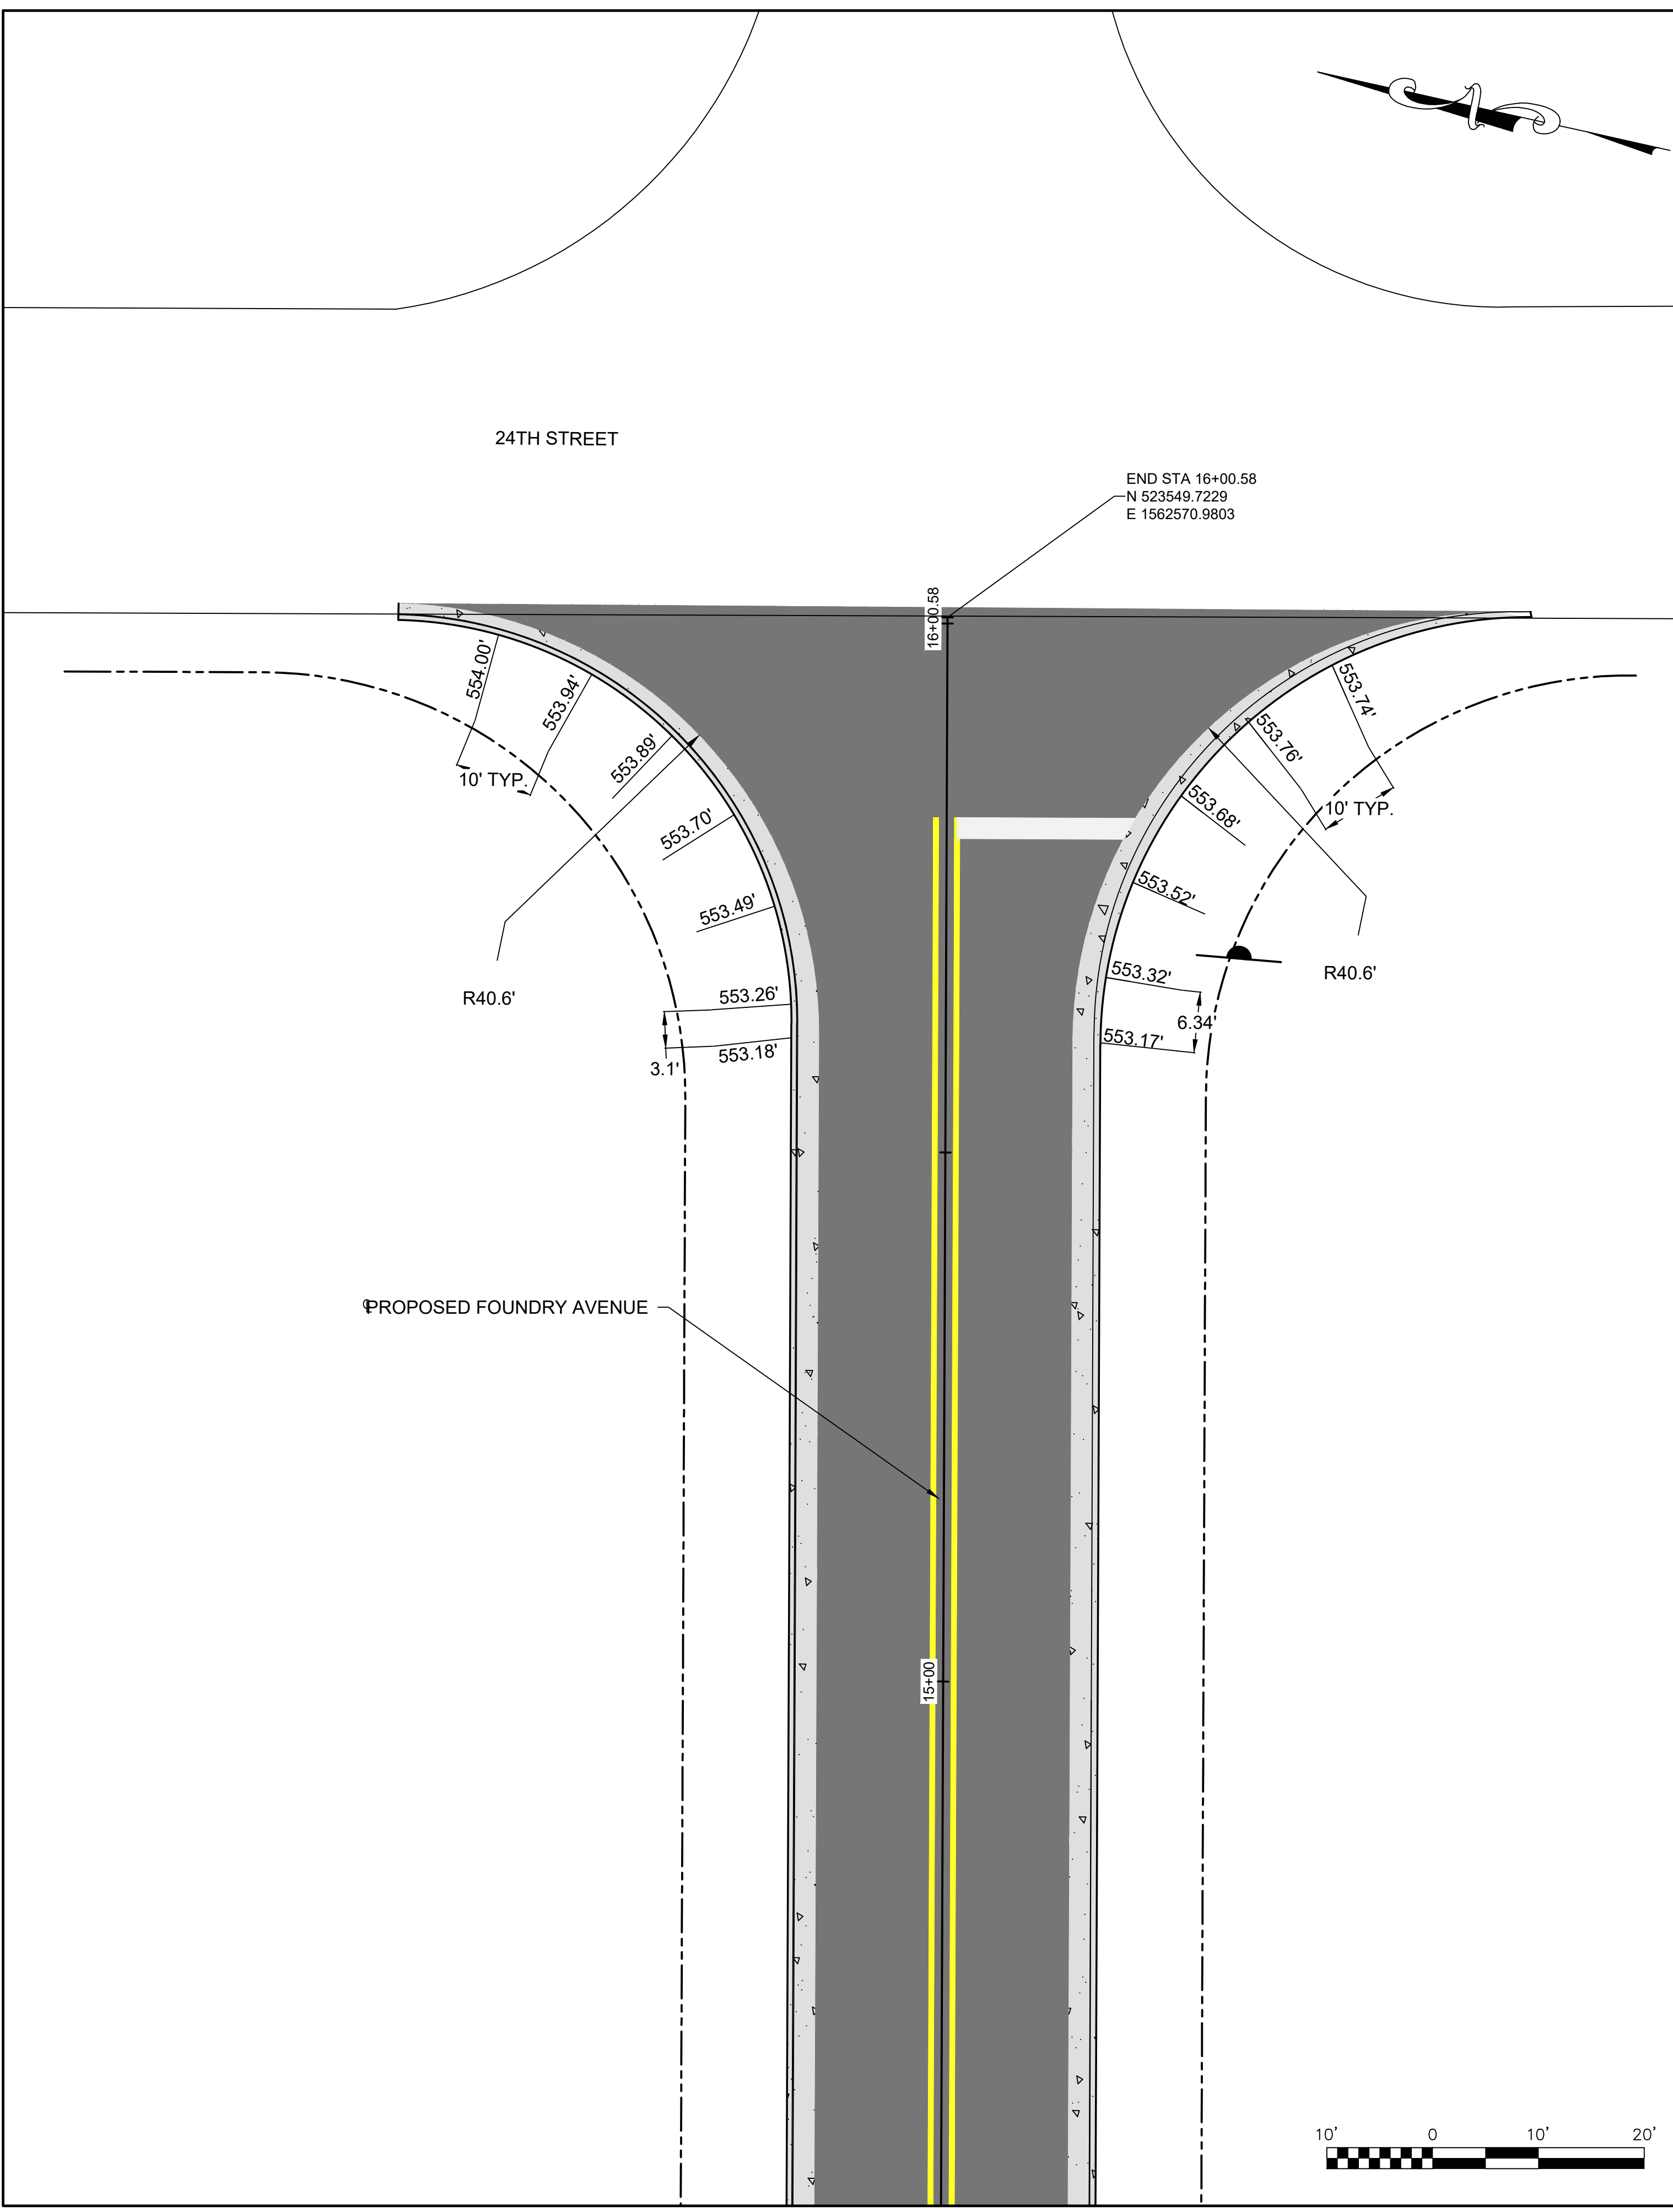 24TH STREET
END STA 16+00.58
N 523549.7229
E 1562570.9803
16+00.58
554.00'
553.94'
10' TYP.
553.89'
553.70'
553.49'
R40.6'
553.26'
553.18'
3.1'
553.74'
553.76'
10' TYP.
553.68'
553.52'
553.32'
R40.6'
6.34'
553.17'
℄PROPOSED FOUNDRY AVENUE
15+00
10' 0 10' 20'